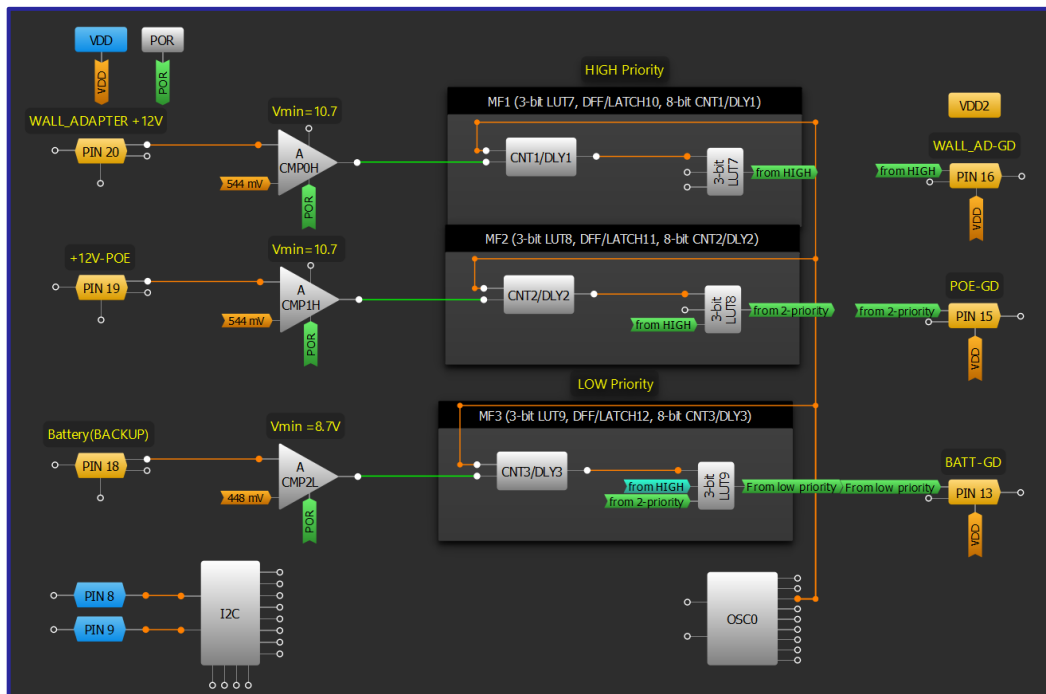 VDD
POR
VDD
POR
HIGH Priority
WALL_ADAPTER +12V
PIN 20
Vmin=10.7
A
CMP0H
544 mV
POR
MF1 (3-bit LUT7, DFF/LATCH10, 8-bit CNT1/DLY1)
CNT1/DLY1
3-bit
LUT7
from HIGH
VDD2
WALL_AD-GD
from HIGH
PIN 16
VDD
+12V-POE
PIN 19
Vmin=10.7
A
CMP1H
544 mV
POR
MF2 (3-bit LUT8, DFF/LATCH11, 8-bit CNT2/DLY2)
CNT2/DLY2
from HIGH
3-bit
LUT8
from 2-priority
POE-GD
from 2-priority
PIN 15
VDD
LOW Priority
Battery(BACKUP)
PIN 18
Vmin =8.7V
A
CMP2L
448 mV
POR
MF3 (3-bit LUT9, DFF/LATCH12, 8-bit CNT3/DLY3)
CNT3/DLY3
from HIGH
from 2-priority
3-bit
LUT9
From low priority
BATT-GD
From low priority
PIN 13
VDD
PIN 8
PIN 9
I2C
OSC0